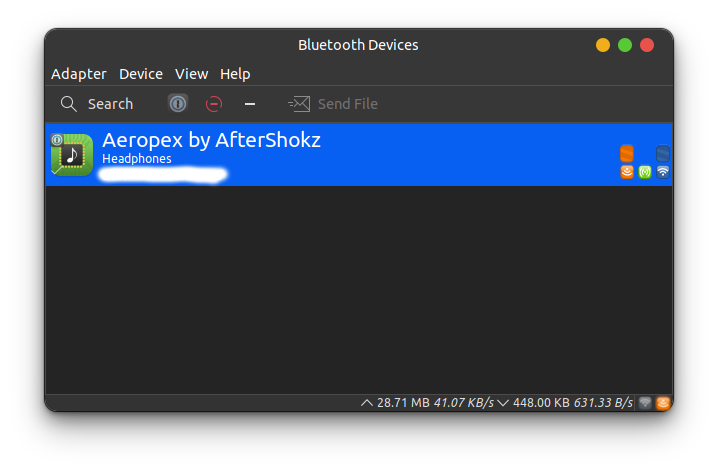 Bluetooth Devices
Adapter Device View Help
Search Send File
Aeropex by AfterShokz
Headphones
28.71 MB 41.07 KB/s 448.00 KB 631.33 B/s